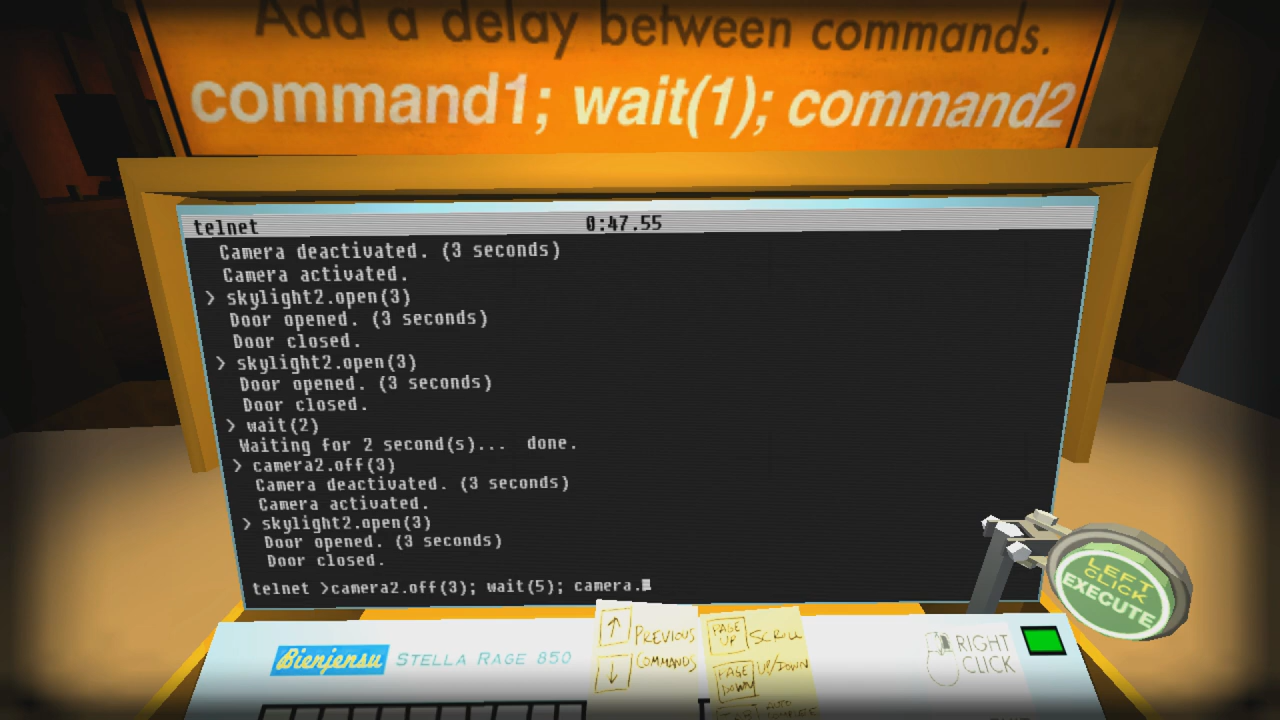 Add a delay between commands.
command1; wait(1); command2
telnet 0:47.55
Camera deactivated. (3 seconds)
Camera activated.
> skylight2.open(3)
Door opened. (3 seconds)
Door closed.
> skylight2.open(3)
Door opened. (3 seconds)
Door closed.
> wait(2)
Waiting for 2 second(s)... done.
> camera2.off(3)
Camera deactivated. (3 seconds)
Camera activated.
> skylight2.open(3)
Door opened. (3 seconds)
Door closed.
telnet >camera2.off(3); wait(5); camera.
LEFT
CLICK
EXECUTE
Bienjensu STELLA RAGE 850
↑ PREVIOUS
↓ COMMANDS
PAGE UP SCROLL
PAGE DOWN UP/DOWN
TAB AUTO
COMPLETE
RIGHT
CLICK